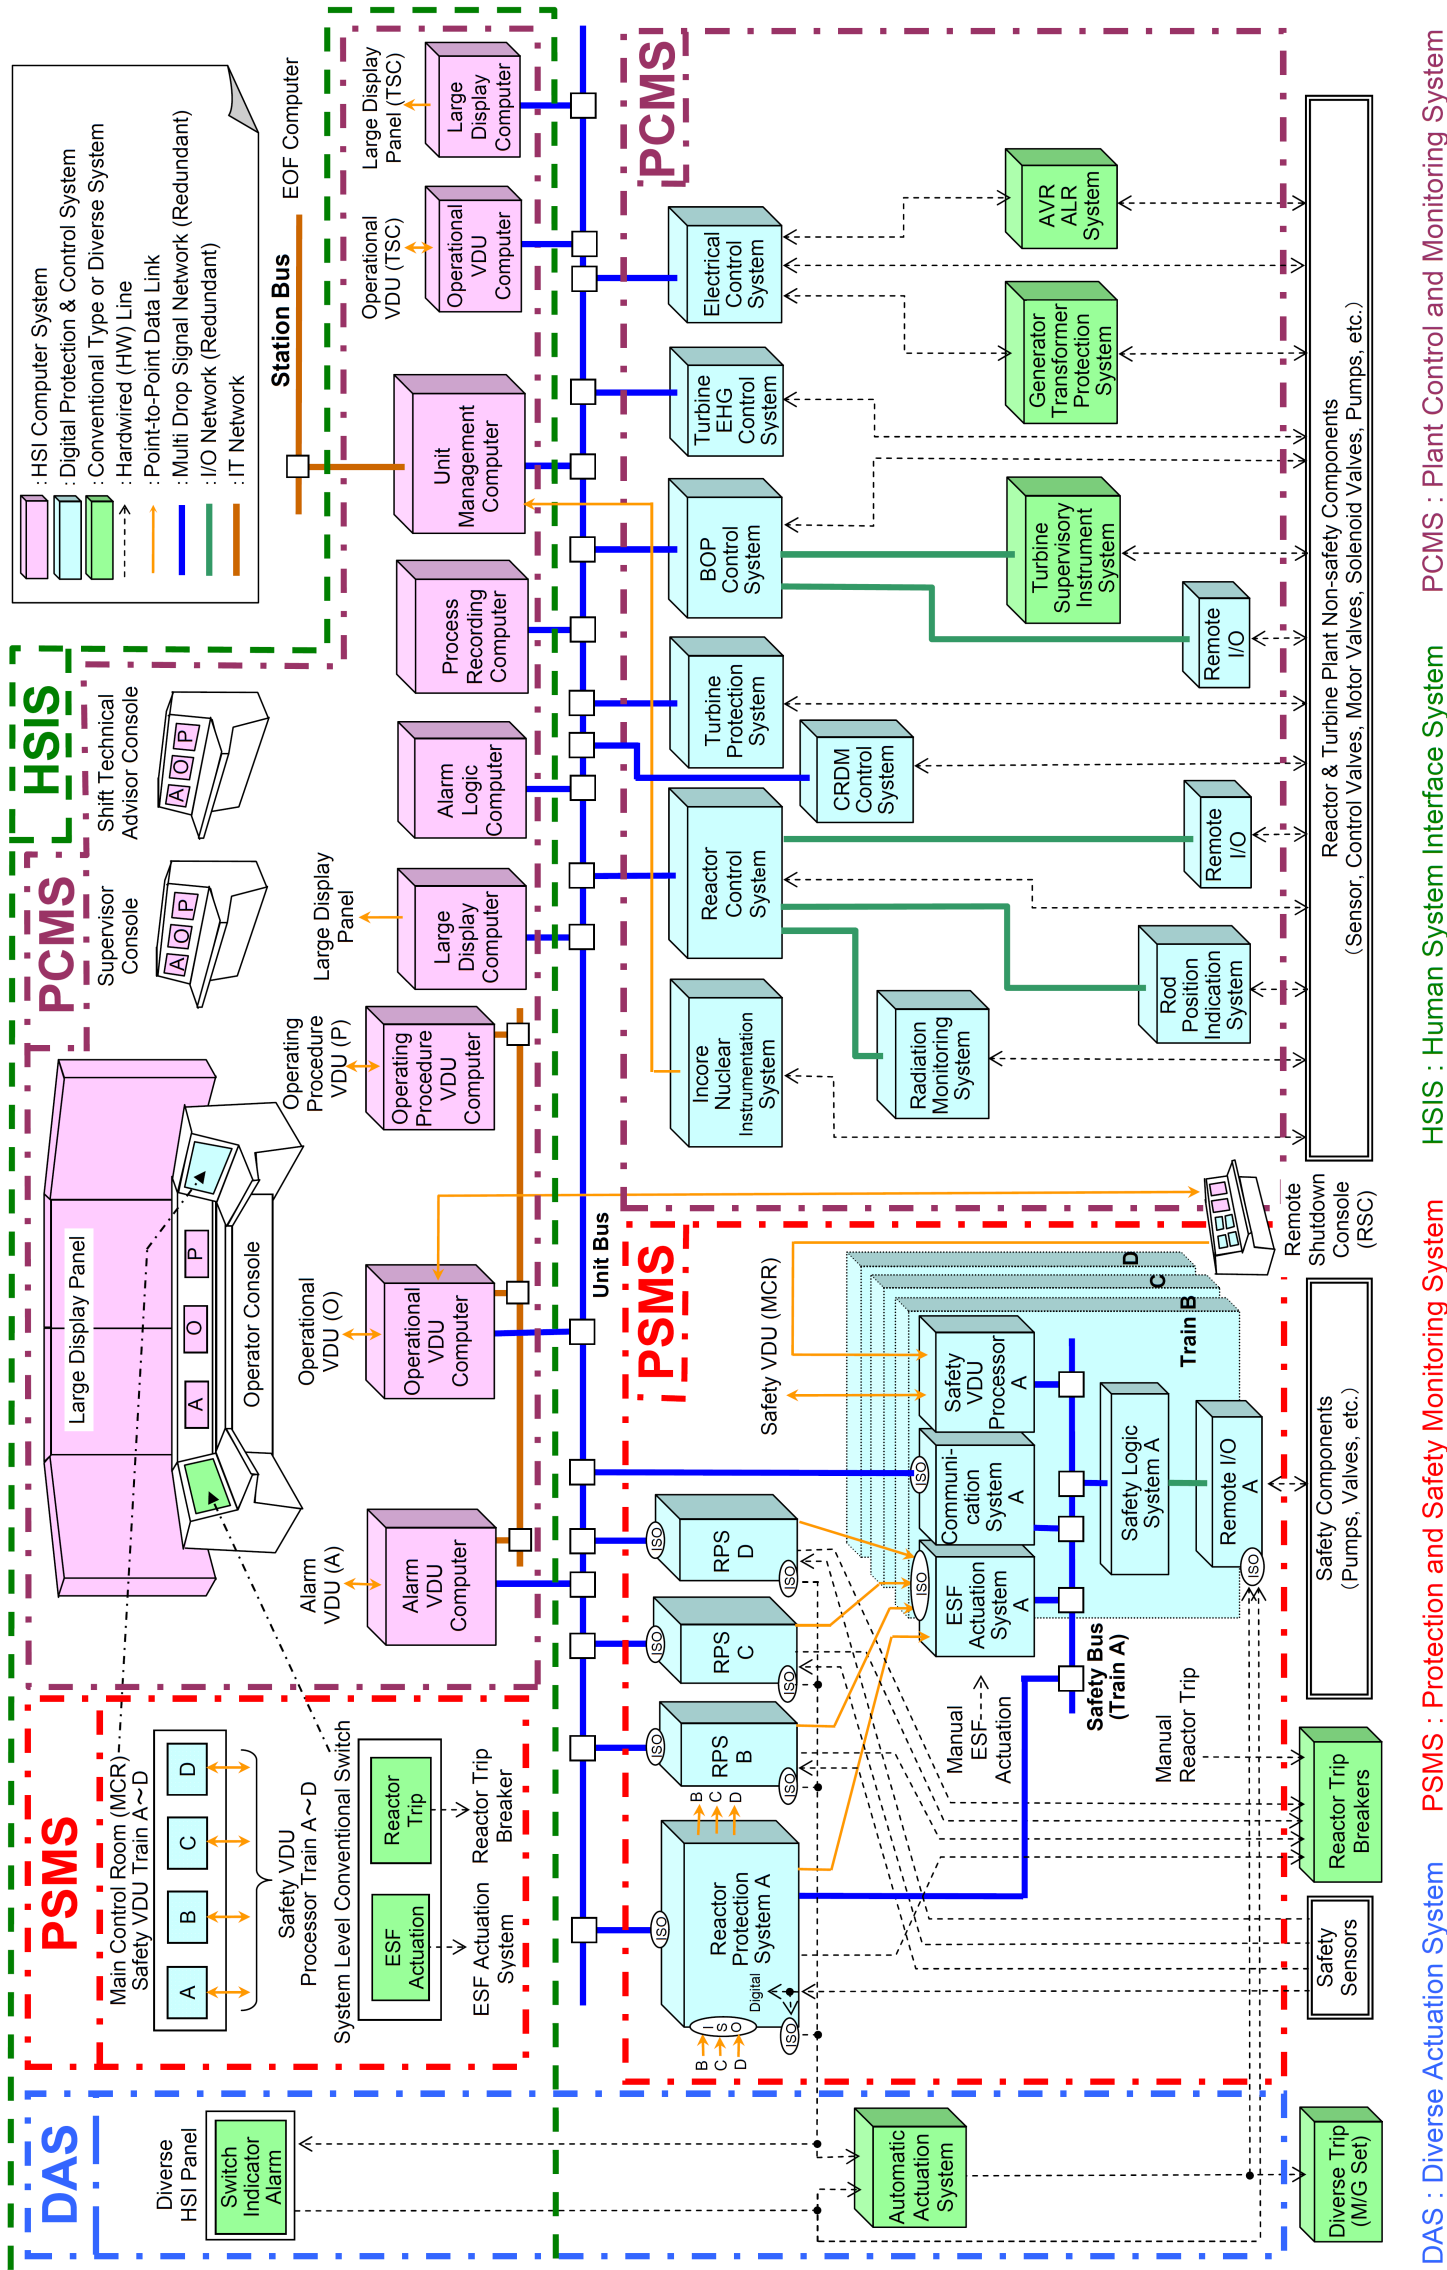 : HSI Computer System
: Digital Protection & Control System
: Conventional Type or Diverse System
: Hardwired (HW) Line
: Point-to-Point Data Link
: Multi Drop Signal Network (Redundant)
: I/O Network (Redundant)
: IT Network
HSIS
DAS
PSMS
PCMS
Diverse
HSI Panel
Switch
Indicator
Alarm
Main Control Room (MCR)
Safety VDU Train A~D
A
B
C
D
Safety VDU
Processor Train A~D
System Level Conventional Switch
ESF
Actuation
Reactor
Trip
ESF Actuation
System
Reactor Trip
Breaker
Large Display Panel
A
O
P
Operator Console
Supervisor
Console
A
O
P
Shift Technical
Advisor Console
A
O
P
Station Bus
EOF Computer
Alarm
VDU (A)
Operational
VDU (O)
Operating
Procedure
VDU (P)
Large Display
Panel
Operational
VDU (TSC)
Large Display
Panel (TSC)
Alarm
VDU
Computer
Operational
VDU
Computer
Operating
Procedure
VDU
Computer
Large
Display
Computer
Alarm
Logic
Computer
Process
Recording
Computer
Unit
Management
Computer
Operational
VDU
Computer
Large
Display
Computer
Unit Bus
PSMS
PCMS
ISO
ISO
ISO
ISO
Reactor
Protection
System A
Digital
I
S
O
B
C
D
B
C
D
ISO
RPS
B
ISO
RPS
C
ISO
RPS
D
ISO
Safety VDU (MCR)
ISO
ISO
ESF
Actuation
System
A
Communi-
cation
System
A
Safety
VDU
Processor
A
D
C
Train B
Manual
ESF
Actuation
Safety Bus
(Train A)
Safety Logic
System A
Remote I/O
A
ISO
Manual
Reactor Trip
Automatic
Actuation
System
Incore
Nuclear
Instrumentation
System
Reactor
Control
System
Turbine
Protection
System
BOP
Control
System
Turbine
EHG
Control
System
Electrical
Control
System
CRDM
Control
System
Radiation
Monitoring
System
Rod
Position
Indication
System
Remote
I/O
Remote
I/O
Turbine
Supervisory
Instrument
System
Generator
Transformer
Protection
System
AVR
ALR
System
Remote
Shutdown
Console
(RSC)
Diverse Trip
(M/G Set)
Safety
Sensors
Reactor Trip
Breakers
Safety Components
(Pumps, Valves, etc.)
Reactor & Turbine Plant Non-safety Components
(Sensor, Control Valves, Motor Valves, Solenoid Valves, Pumps, etc.)
DAS : Diverse Actuation System
PSMS : Protection and Safety Monitoring System
HSIS : Human System Interface System
PCMS : Plant Control and Monitoring System